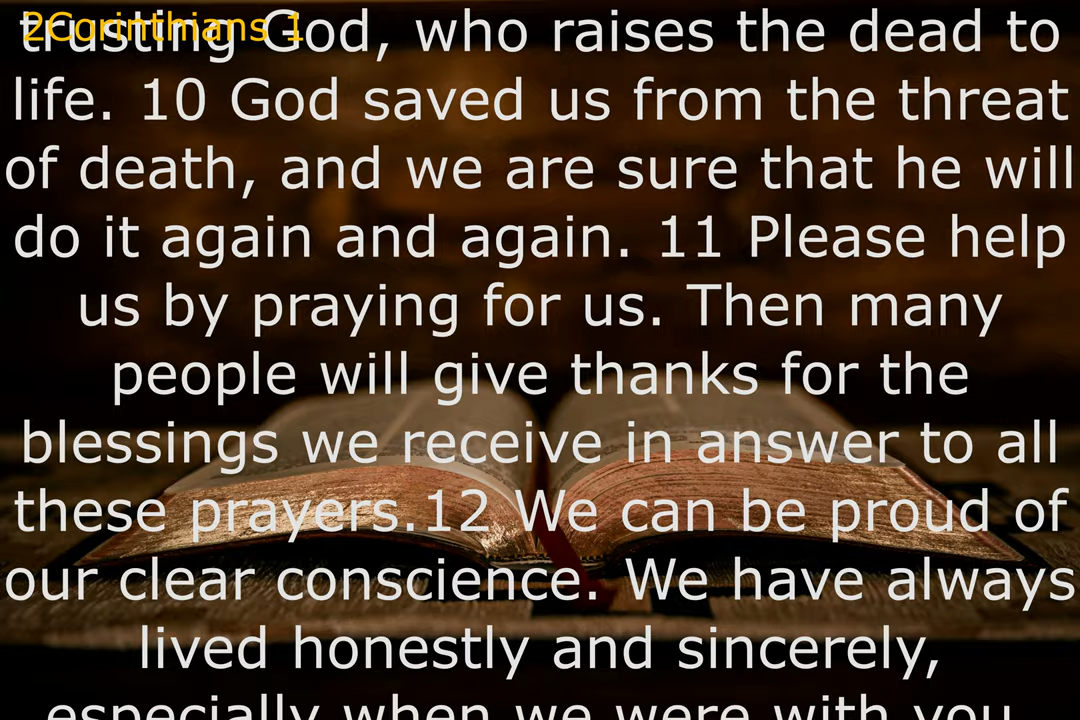 2Corinthians 1
trusting God, who raises the dead to
life. 10 God saved us from the threat
of death, and we are sure that he will
do it again and again. 11 Please help
us by praying for us. Then many
people will give thanks for the
blessings we receive in answer to all
these prayers.12 We can be proud of
our clear conscience. We have always
lived honestly and sincerely,
especially when we were with you.